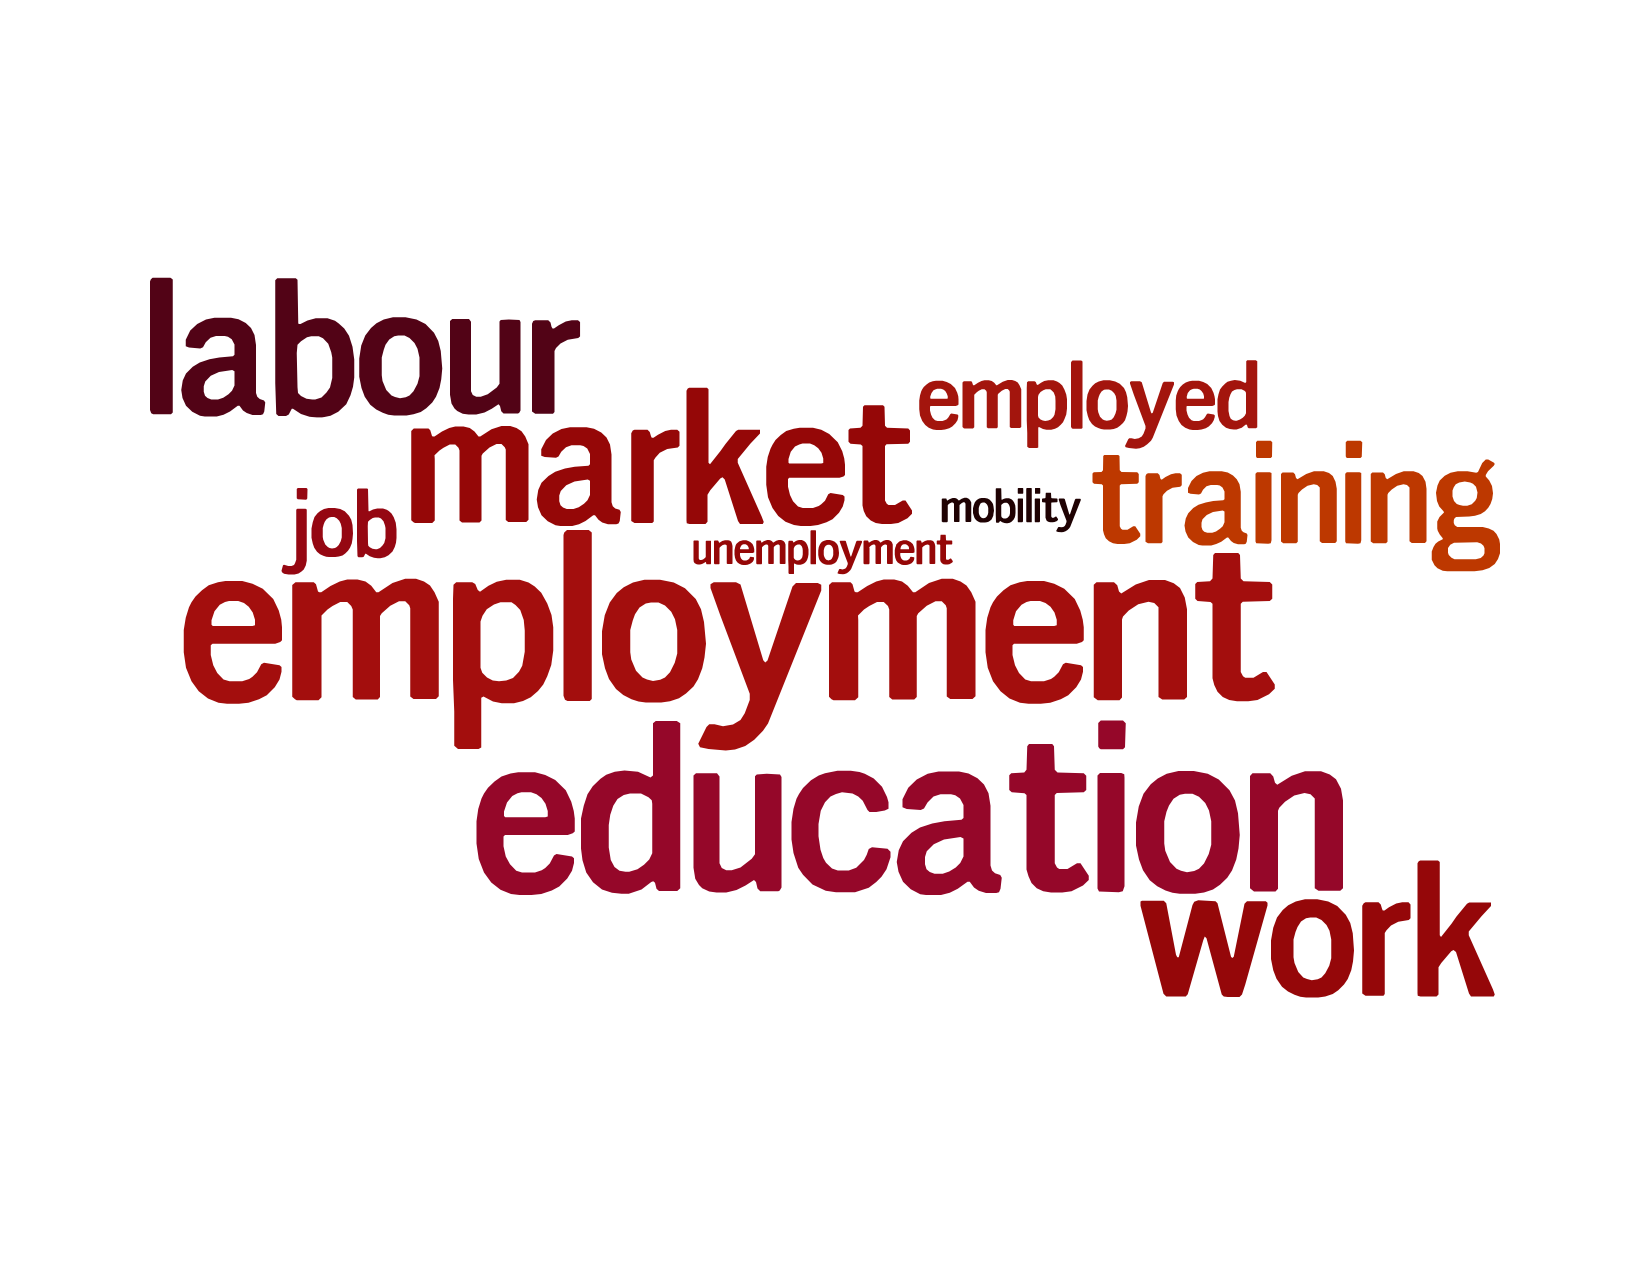 labour
employed
market
training
job
mobility
unemployment
employment
education
work